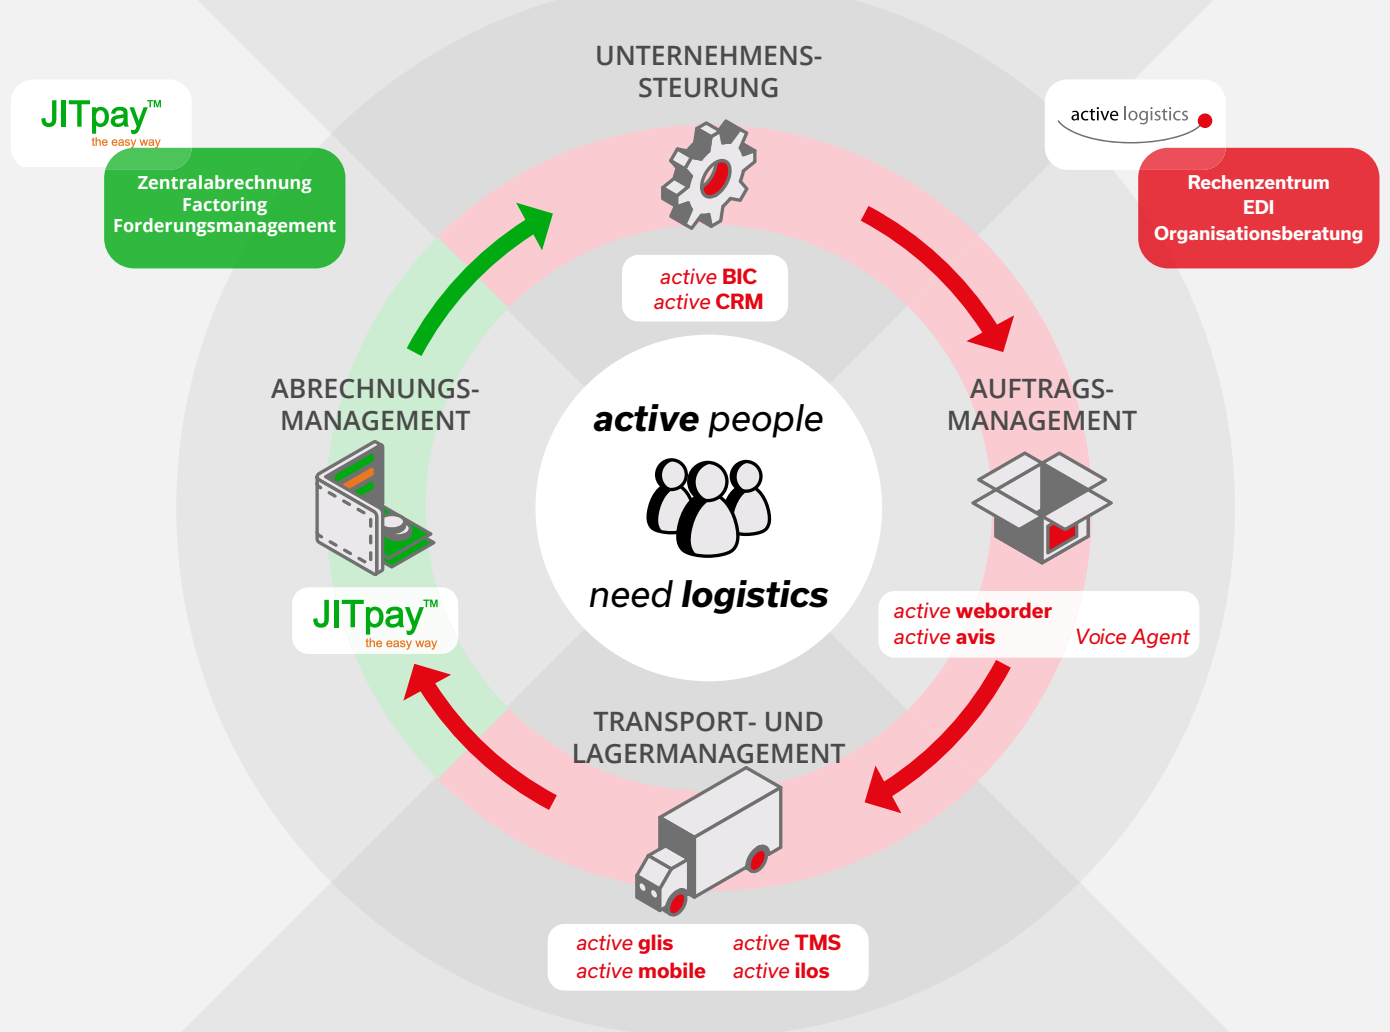 UNTERNEHMENS-
STEURUNG
JITpay™
the easy way
Zentralabrechnung
Factoring
Forderungsmanagement
active logistics
Rechenzentrum
EDI
Organisationsberatung
active BIC
active CRM
ABRECHNUNGS-
MANAGEMENT
JITpay™
the easy way
active people
need logistics
AUFTRAGS-
MANAGEMENT
active weborder
active avis Voice Agent
TRANSPORT- UND
LAGERMANAGEMENT
active glis active TMS
active mobile active ilos